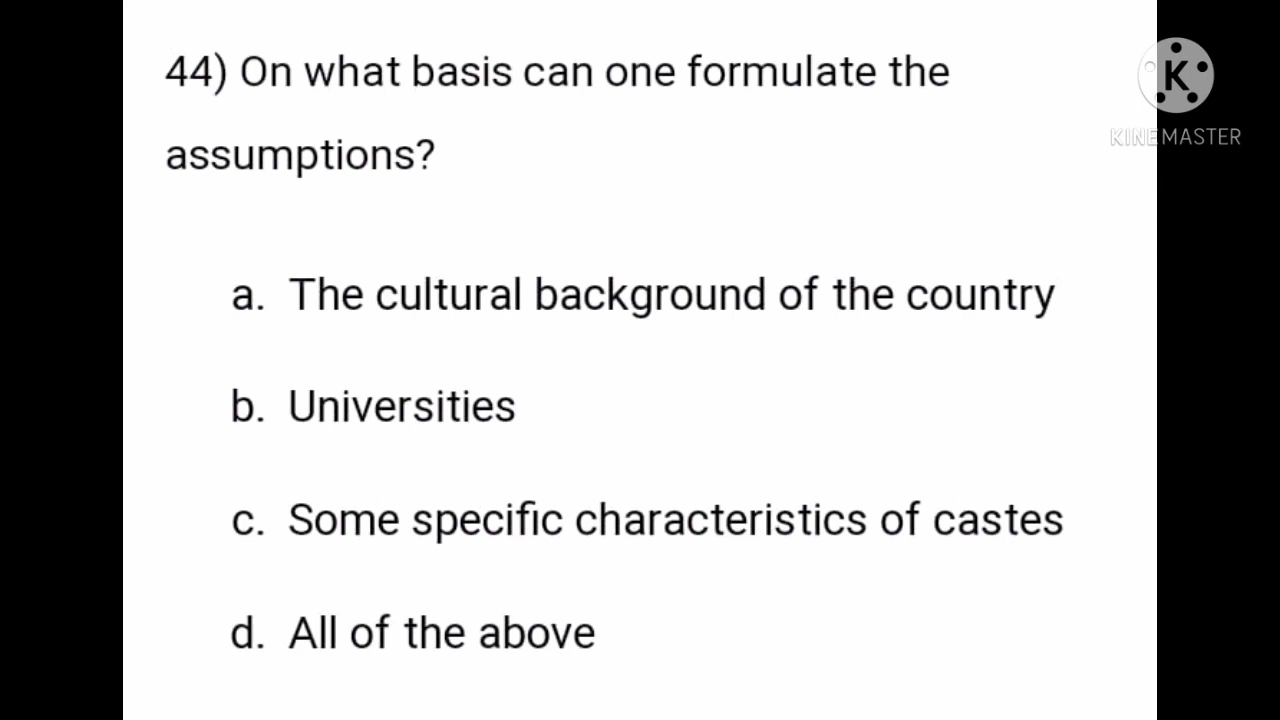 44) On what basis can one formulate the
assumptions?
a. The cultural background of the country
b. Universities
c. Some specific characteristics of castes
d. All of the above
K
KINEMASTER